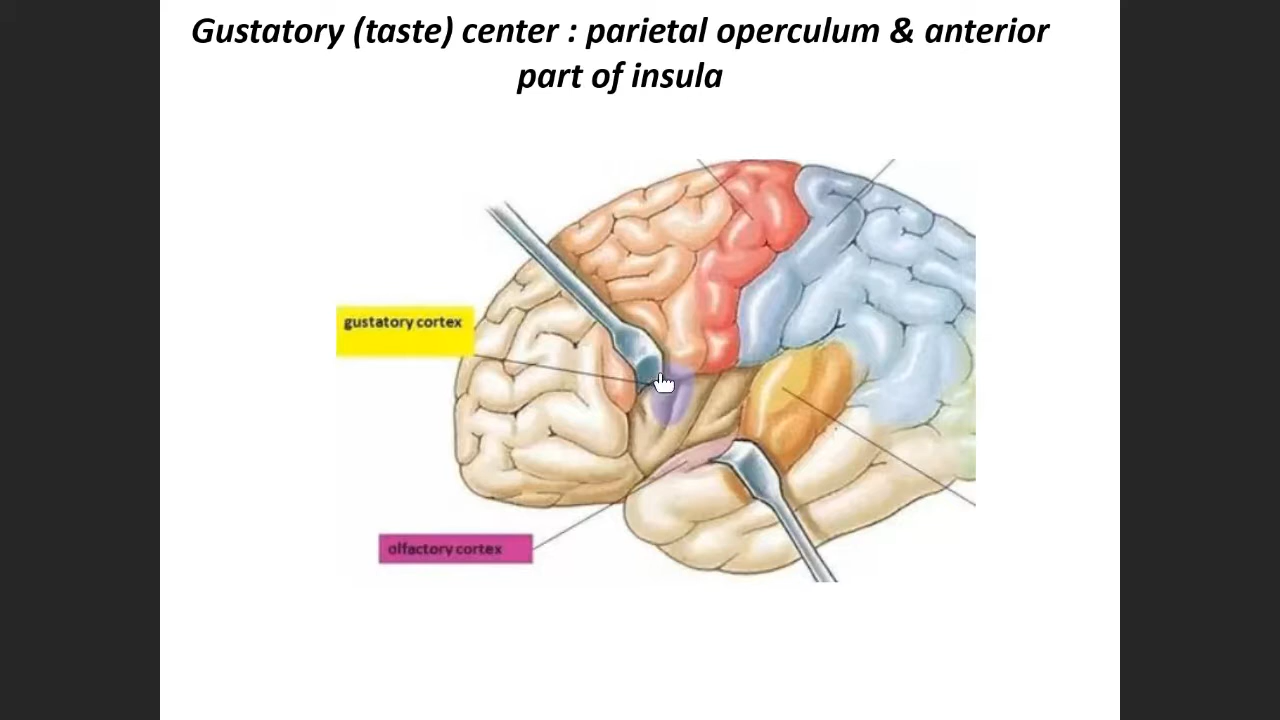 Gustatory (taste) center : parietal operculum & anterior
part of insula
gustatory cortex
olfactory cortex